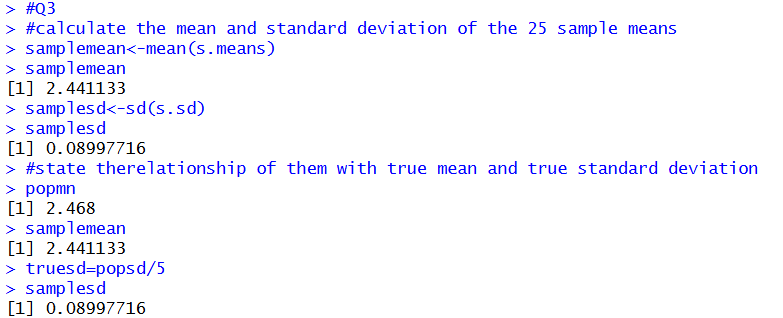 > #Q3
> #calculate the mean and standard deviation of the 25 sample means
> samplemean<-mean(s.means)
> samplemean
[1] 2.441133
> samplesd<-sd(s.sd)
> samplesd
[1] 0.08997716
> #state therelationship of them with true mean and true standard deviation
> popmn
[1] 2.468
> samplemean
[1] 2.441133
> truesd=popsd/5
> samplesd
[1] 0.08997716